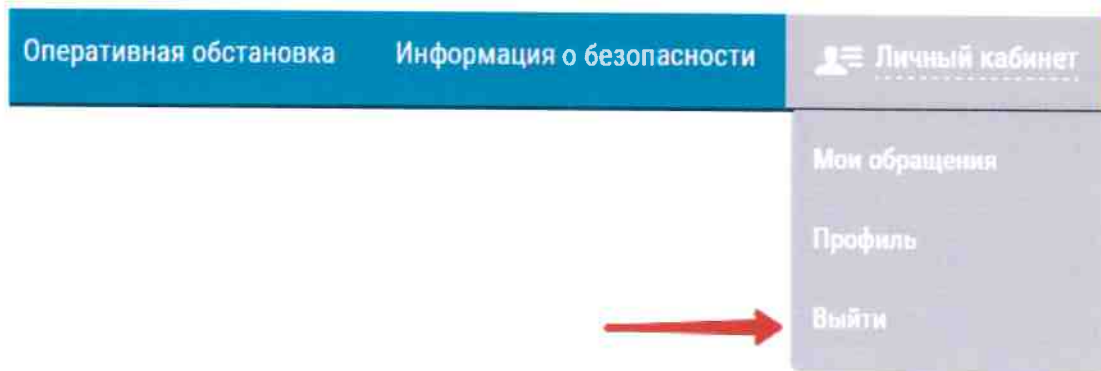 Оперативная обстановка Информация о безопасности Личный кабинет
Мои обращения
Профиль
Выйти